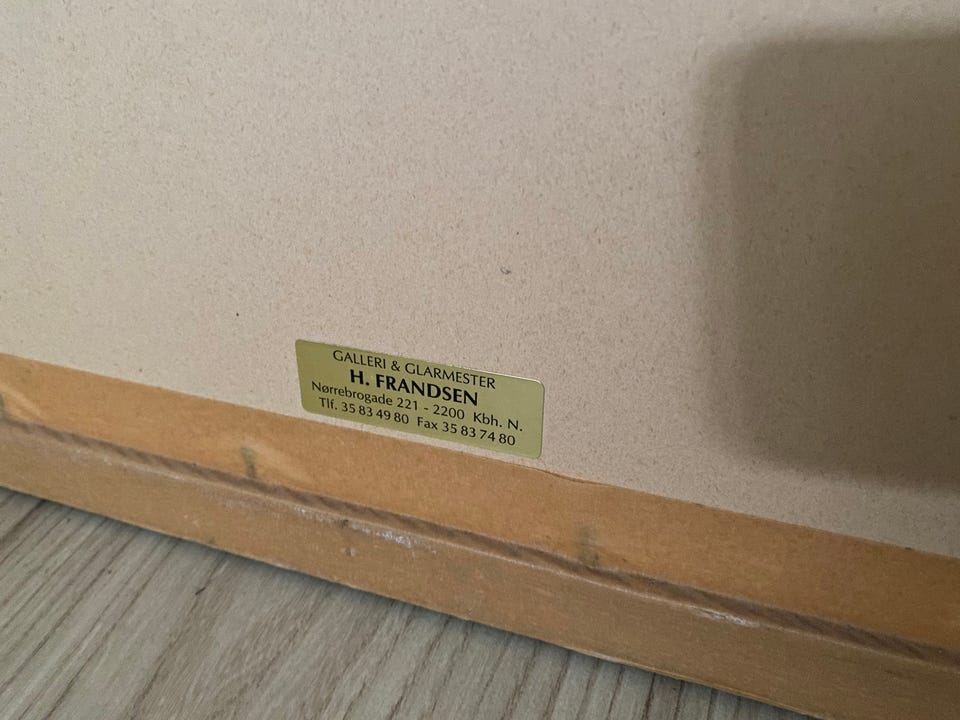 GALLERI & GLARMESTER
H. FRANDSEN
Nørrebrogade 221 - 2200 Kbh. N.
Tlf. 35 83 49 80 Fax 35 83 74 80